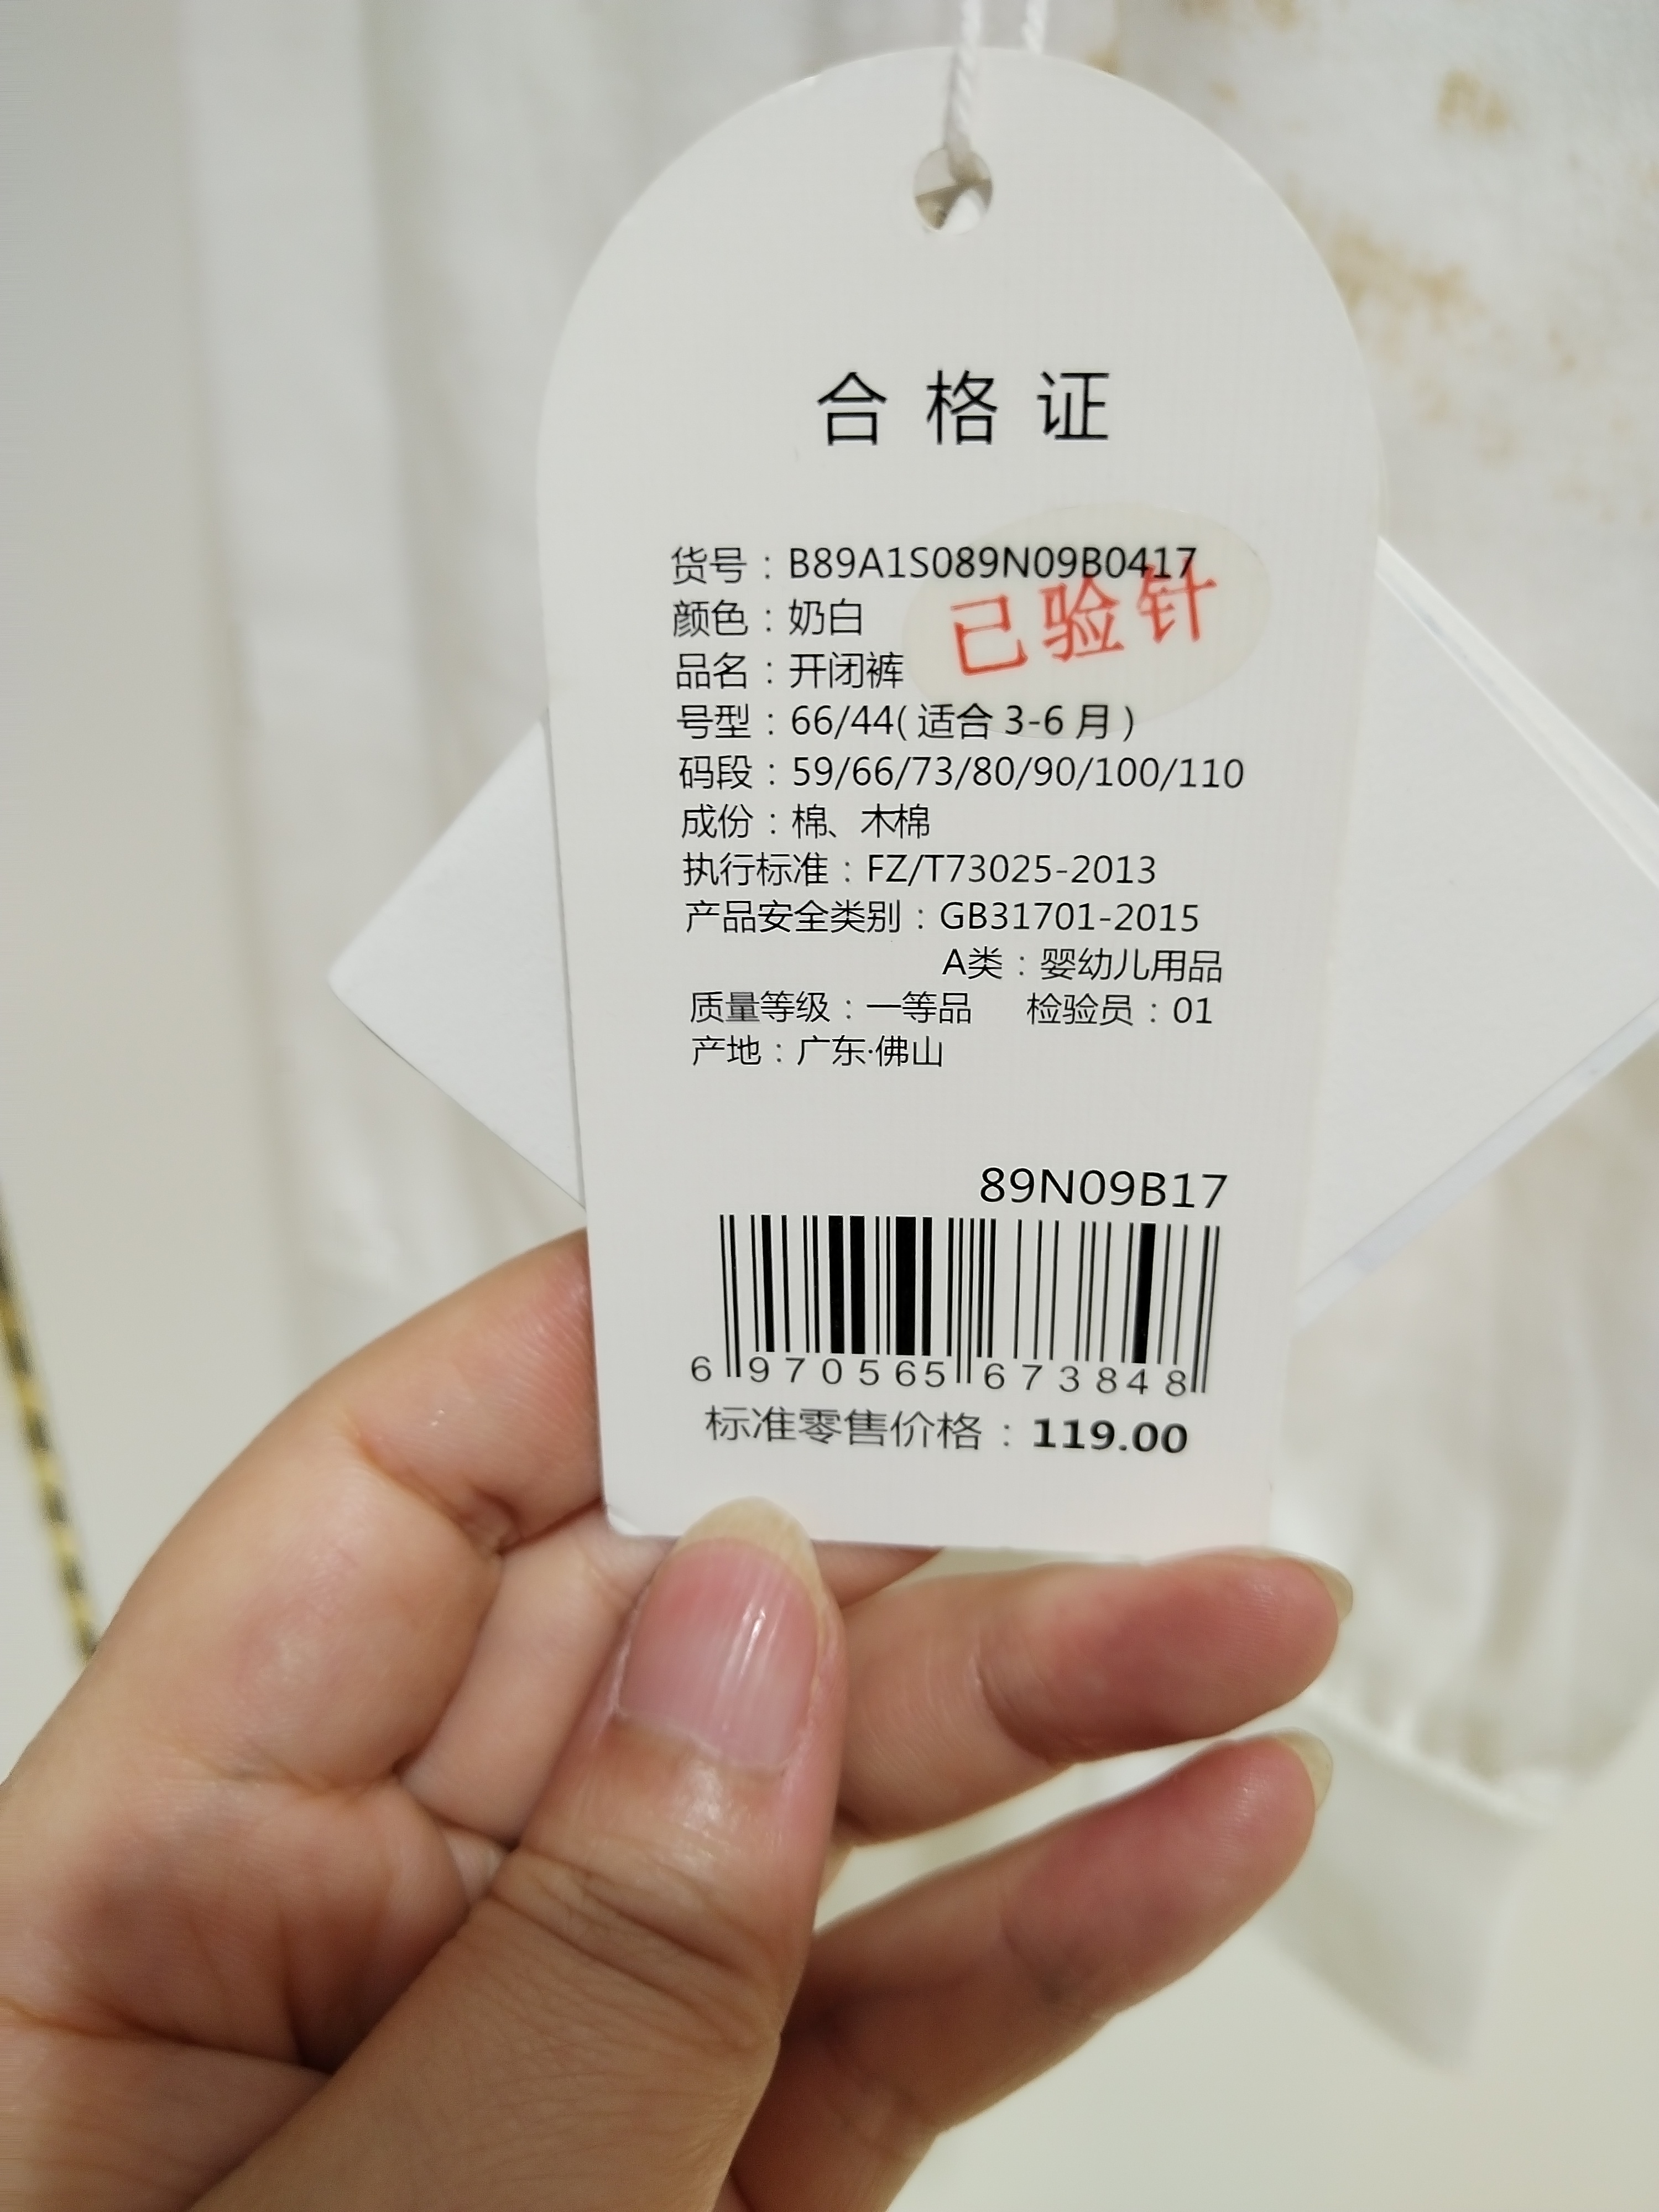 合格证
货号：B89A1S089N09B0417
颜色：奶白
已验针
品名：开闭裤
号型：66/44(适合3-6月)
码段：59/66/73/80/90/100/110
成份：棉、木棉
执行标准：FZ/T73025-2013
产品安全类别：GB31701-2015
A类：婴幼儿用品
质量等级：一等品 检验员：01
产地：广东·佛山
89N09B17
6 970565 673848
标准零售价格：119.00